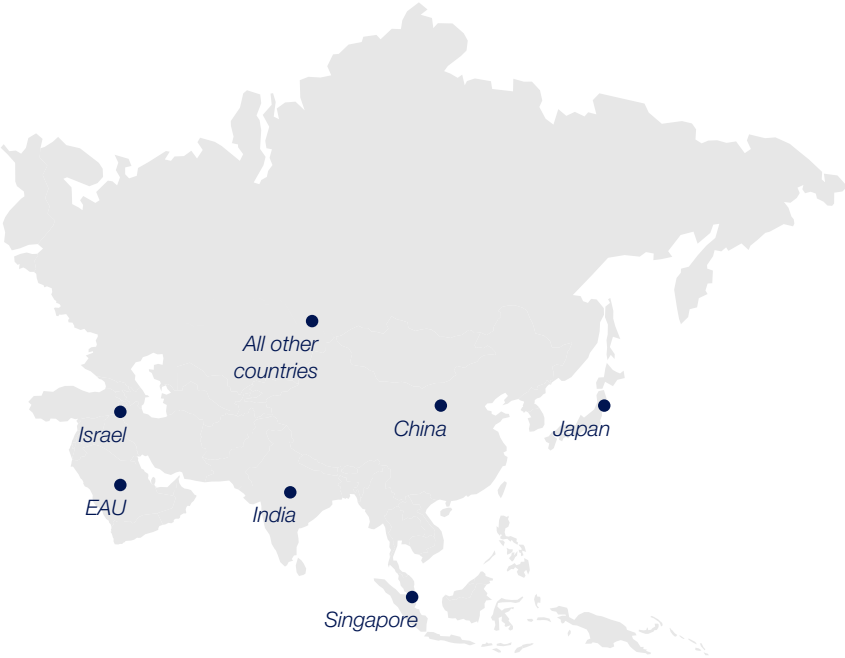 All other
countries
Israel
China
Japan
EAU
India
Singapore